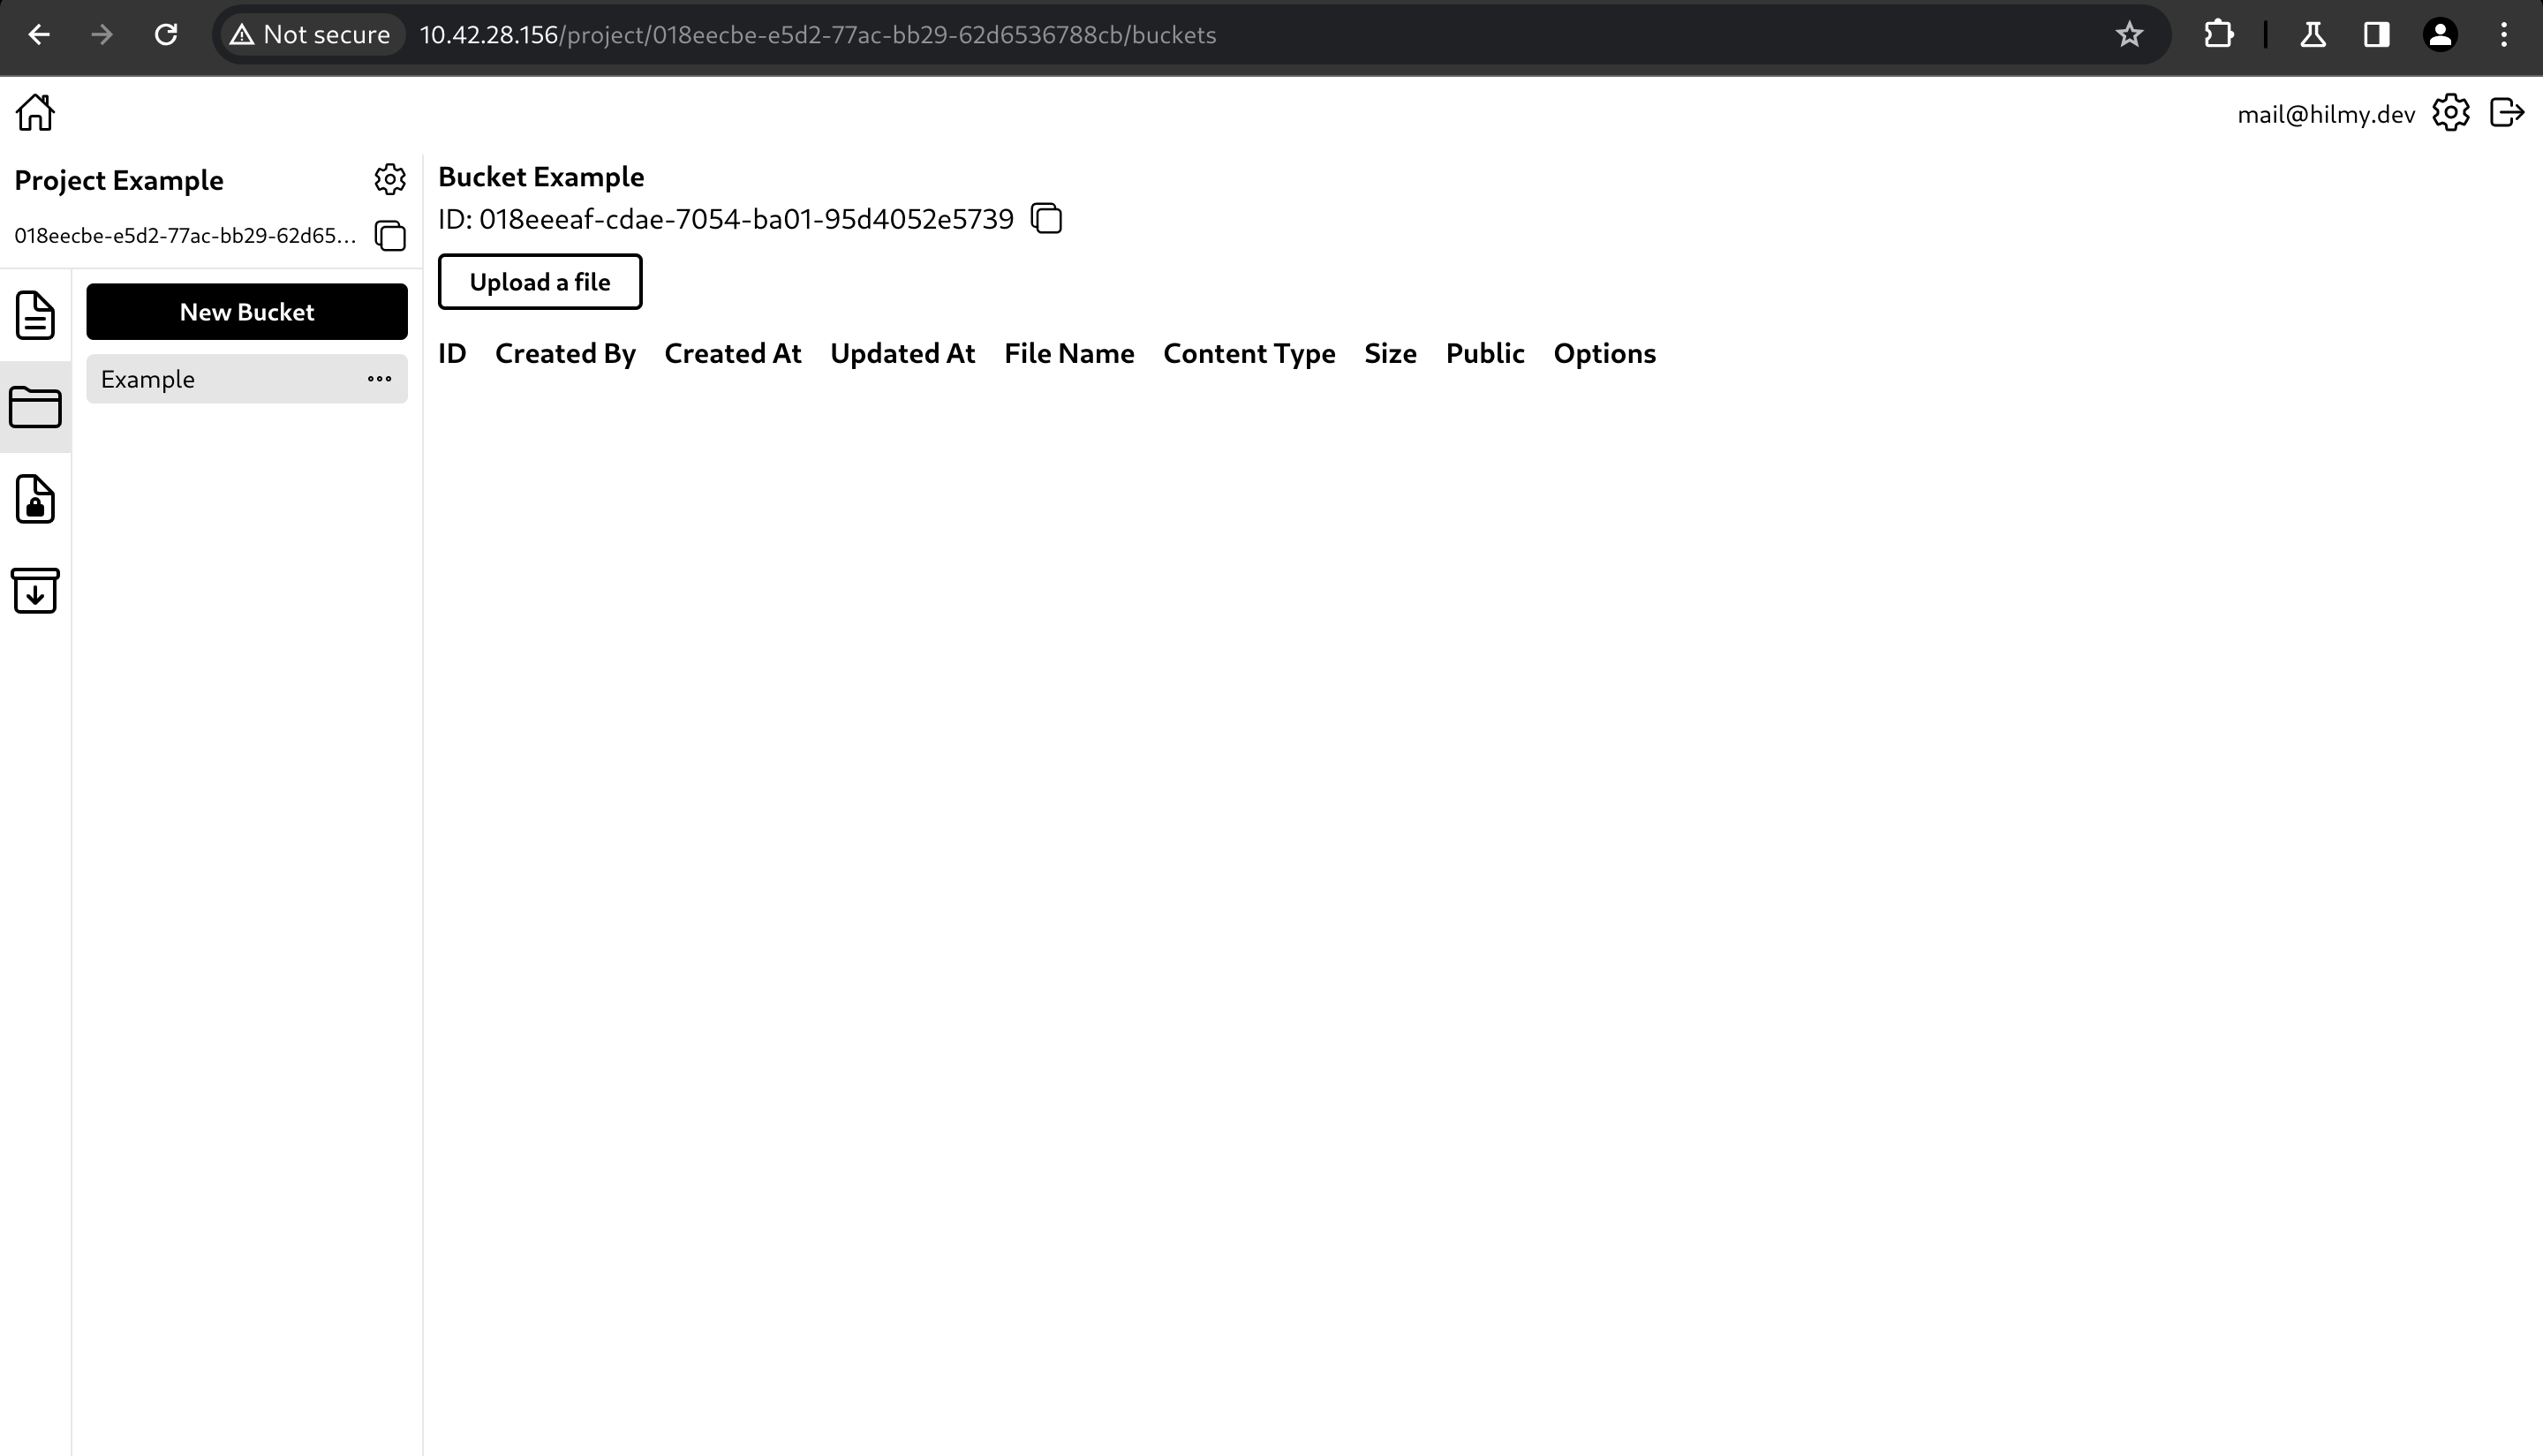 Not secure 10.42.28.156/project/018eecbe-e5d2-77ac-bb29-62d6536788cb/buckets
mail@hilmy.dev
Project Example
018eecbe-e5d2-77ac-bb29-62d65...
New Bucket
Example
Bucket Example
ID: 018eeeaf-cdae-7054-ba01-95d4052e5739
Upload a file
ID Created By Created At Updated At File Name Content Type Size Public Options